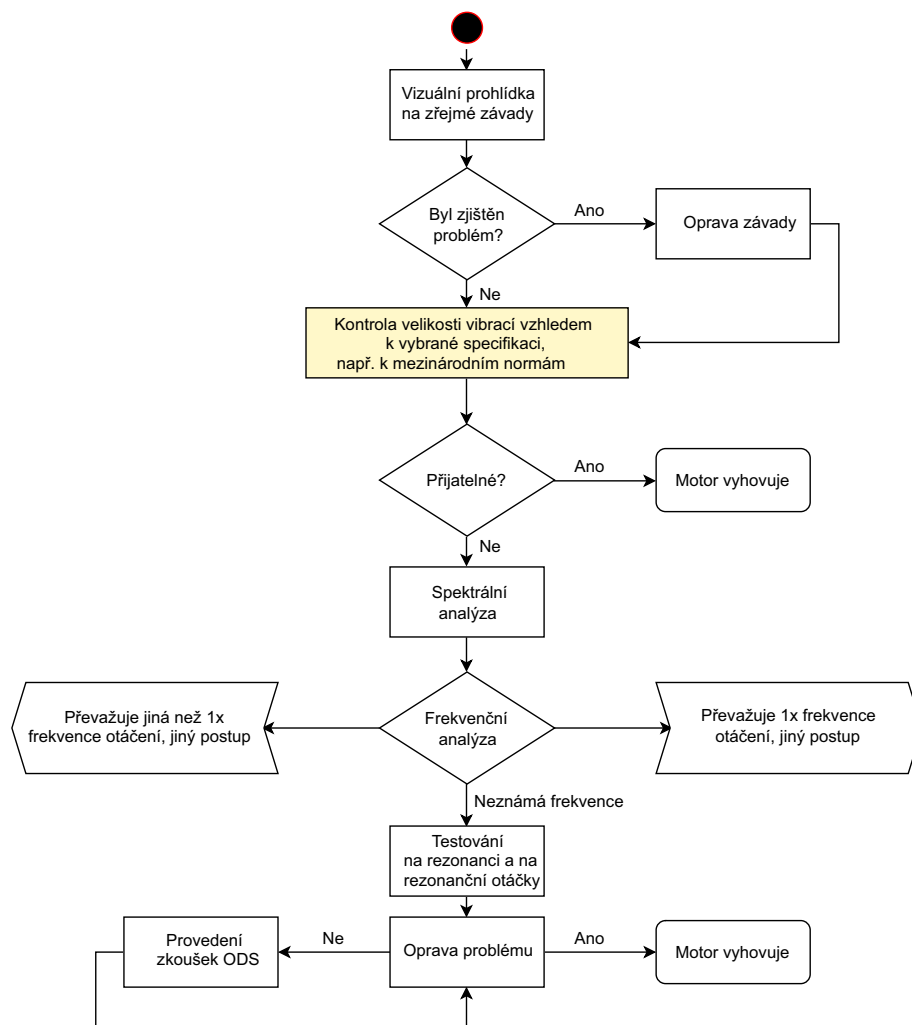 Vizuální prohlídka
na zřejmé závady
Byl zjištěn
problém?
Ano
Oprava závady
Ne
Kontrola velikosti vibrací vzhledem
k vybrané specifikaci,
např. k mezinárodním normám
Přijatelné?
Ano
Motor vyhovuje
Ne
Spektrální
analýza
Převažuje jiná než 1x
frekvence otáčení, jiný postup
Frekvenční
analýza
Převažuje 1x frekvence
otáčení, jiný postup
Neznámá frekvence
Testování
na rezonanci a na
rezonanční otáčky
Provedení
zkoušek ODS
Ne
Oprava problému
Ano
Motor vyhovuje